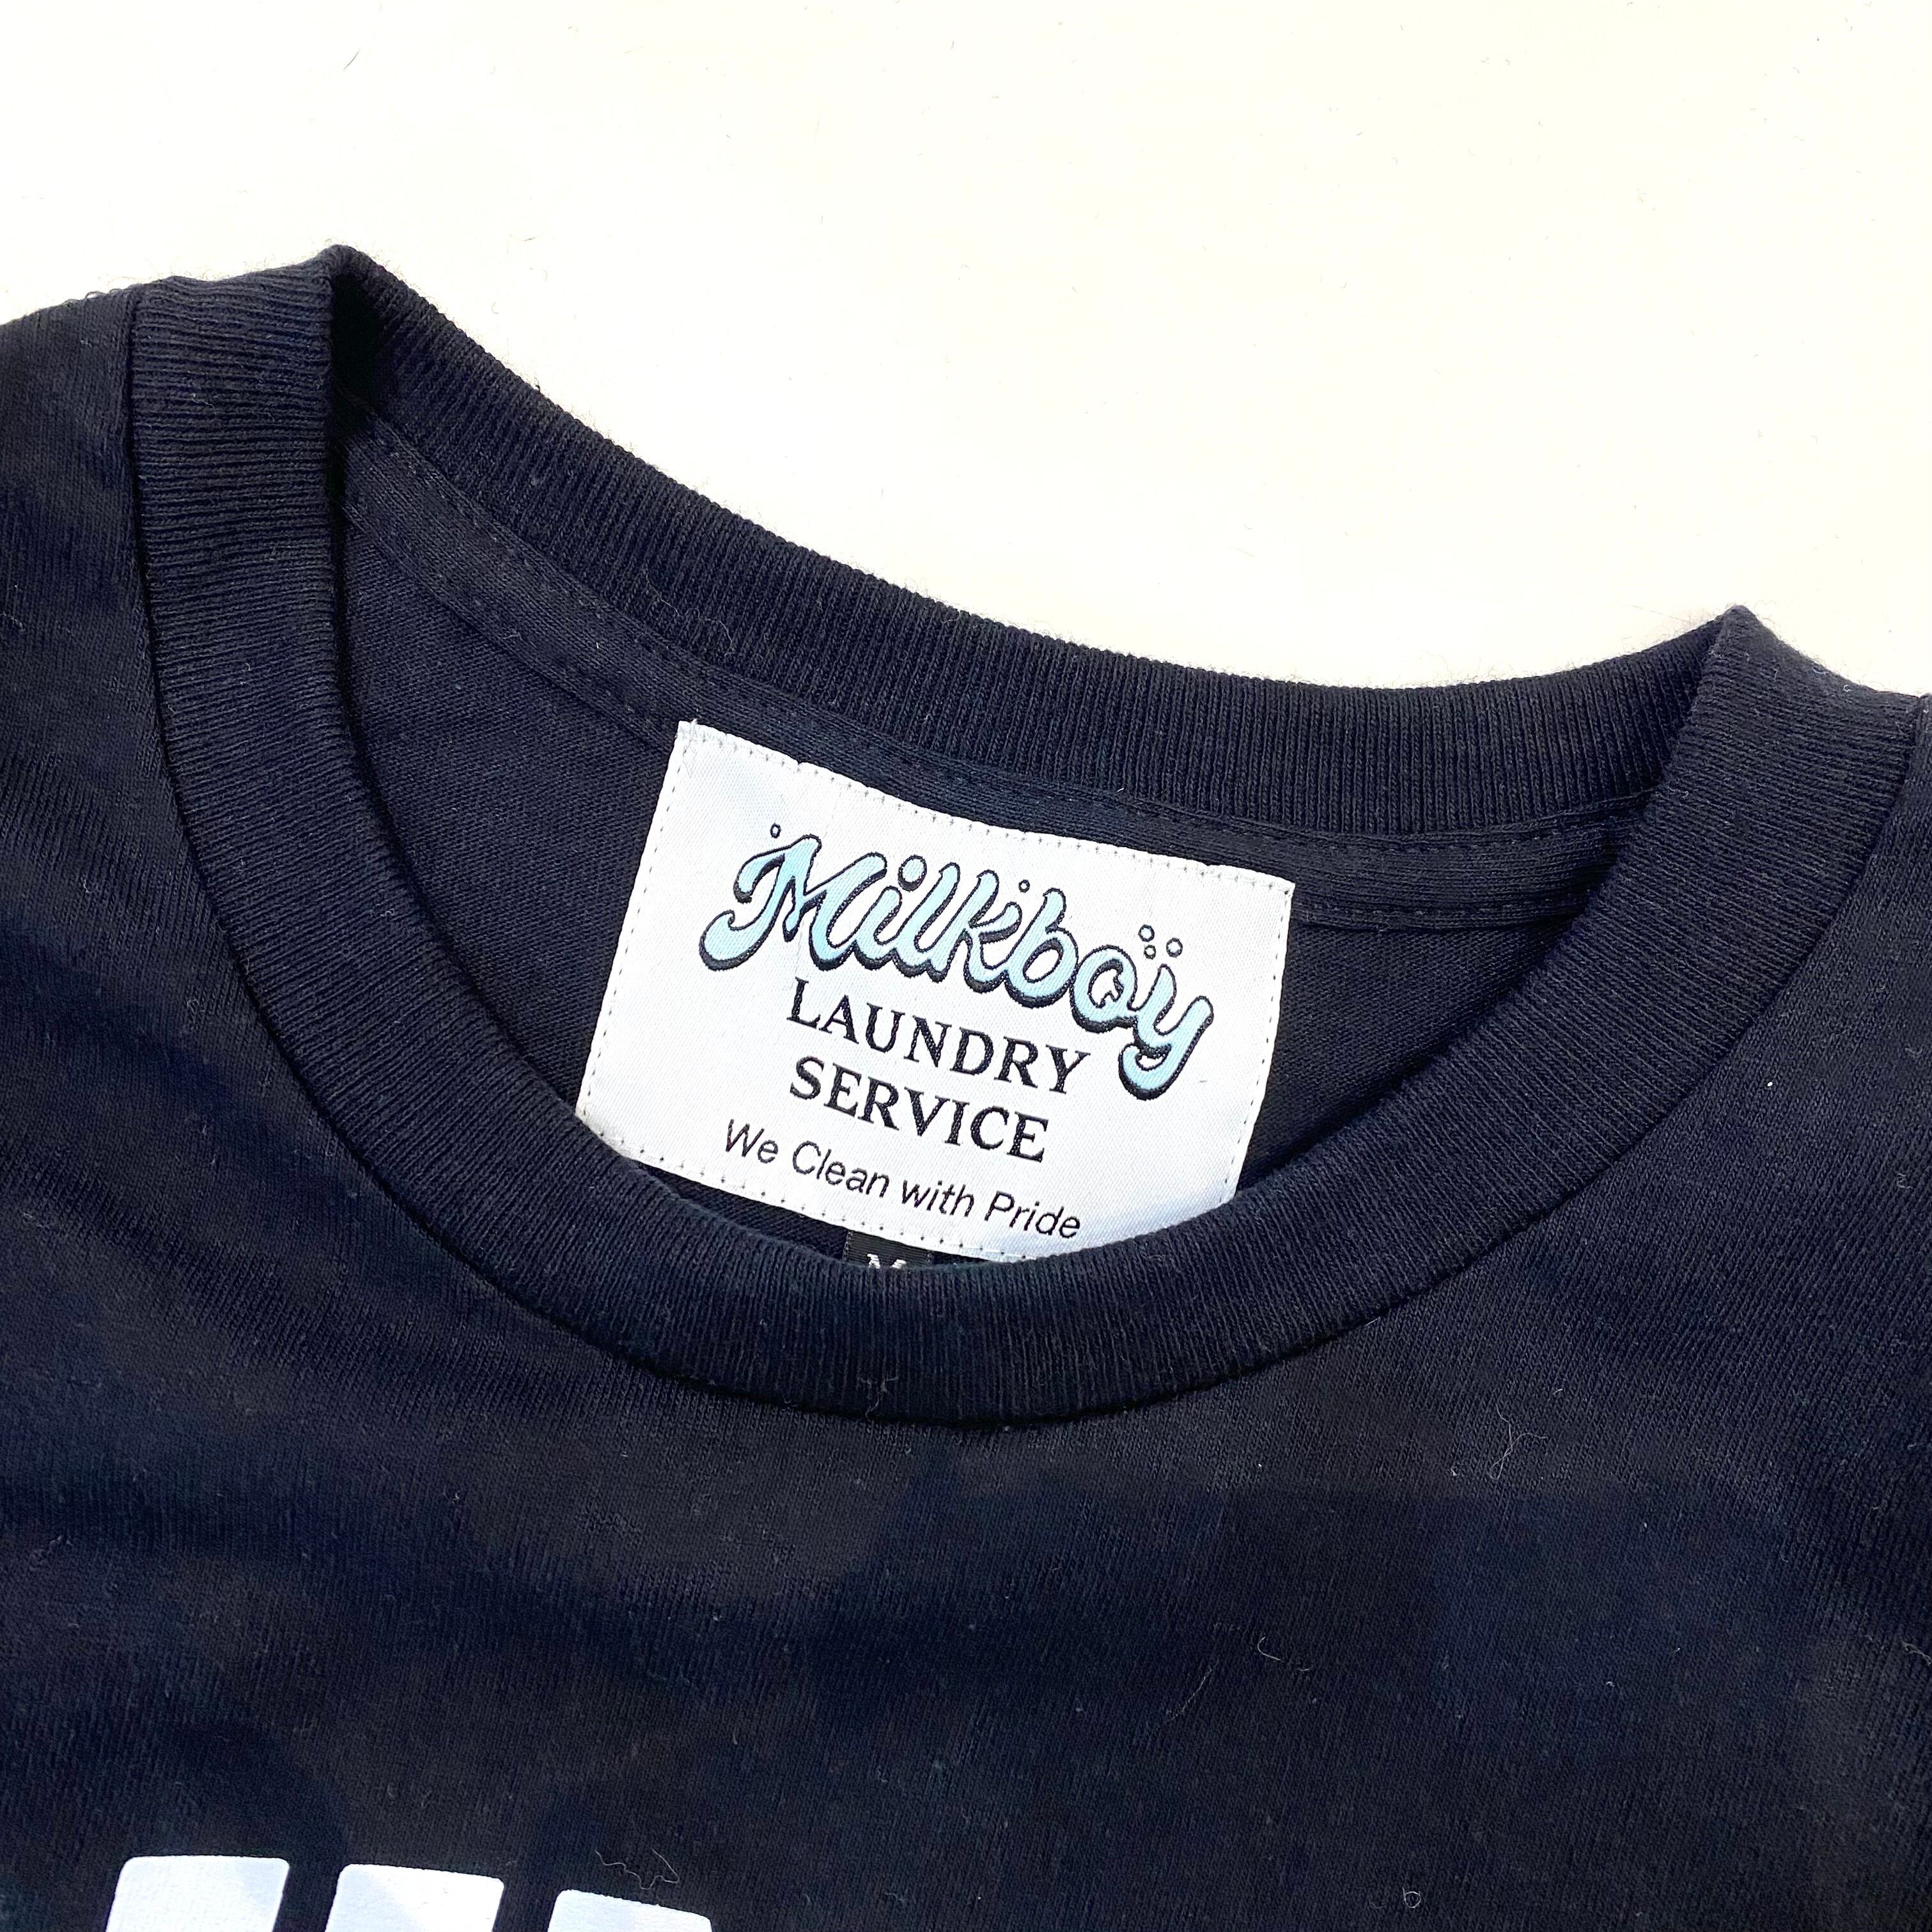 Milkboy
LAUNDRY
SERVICE
We Clean with Pride
M